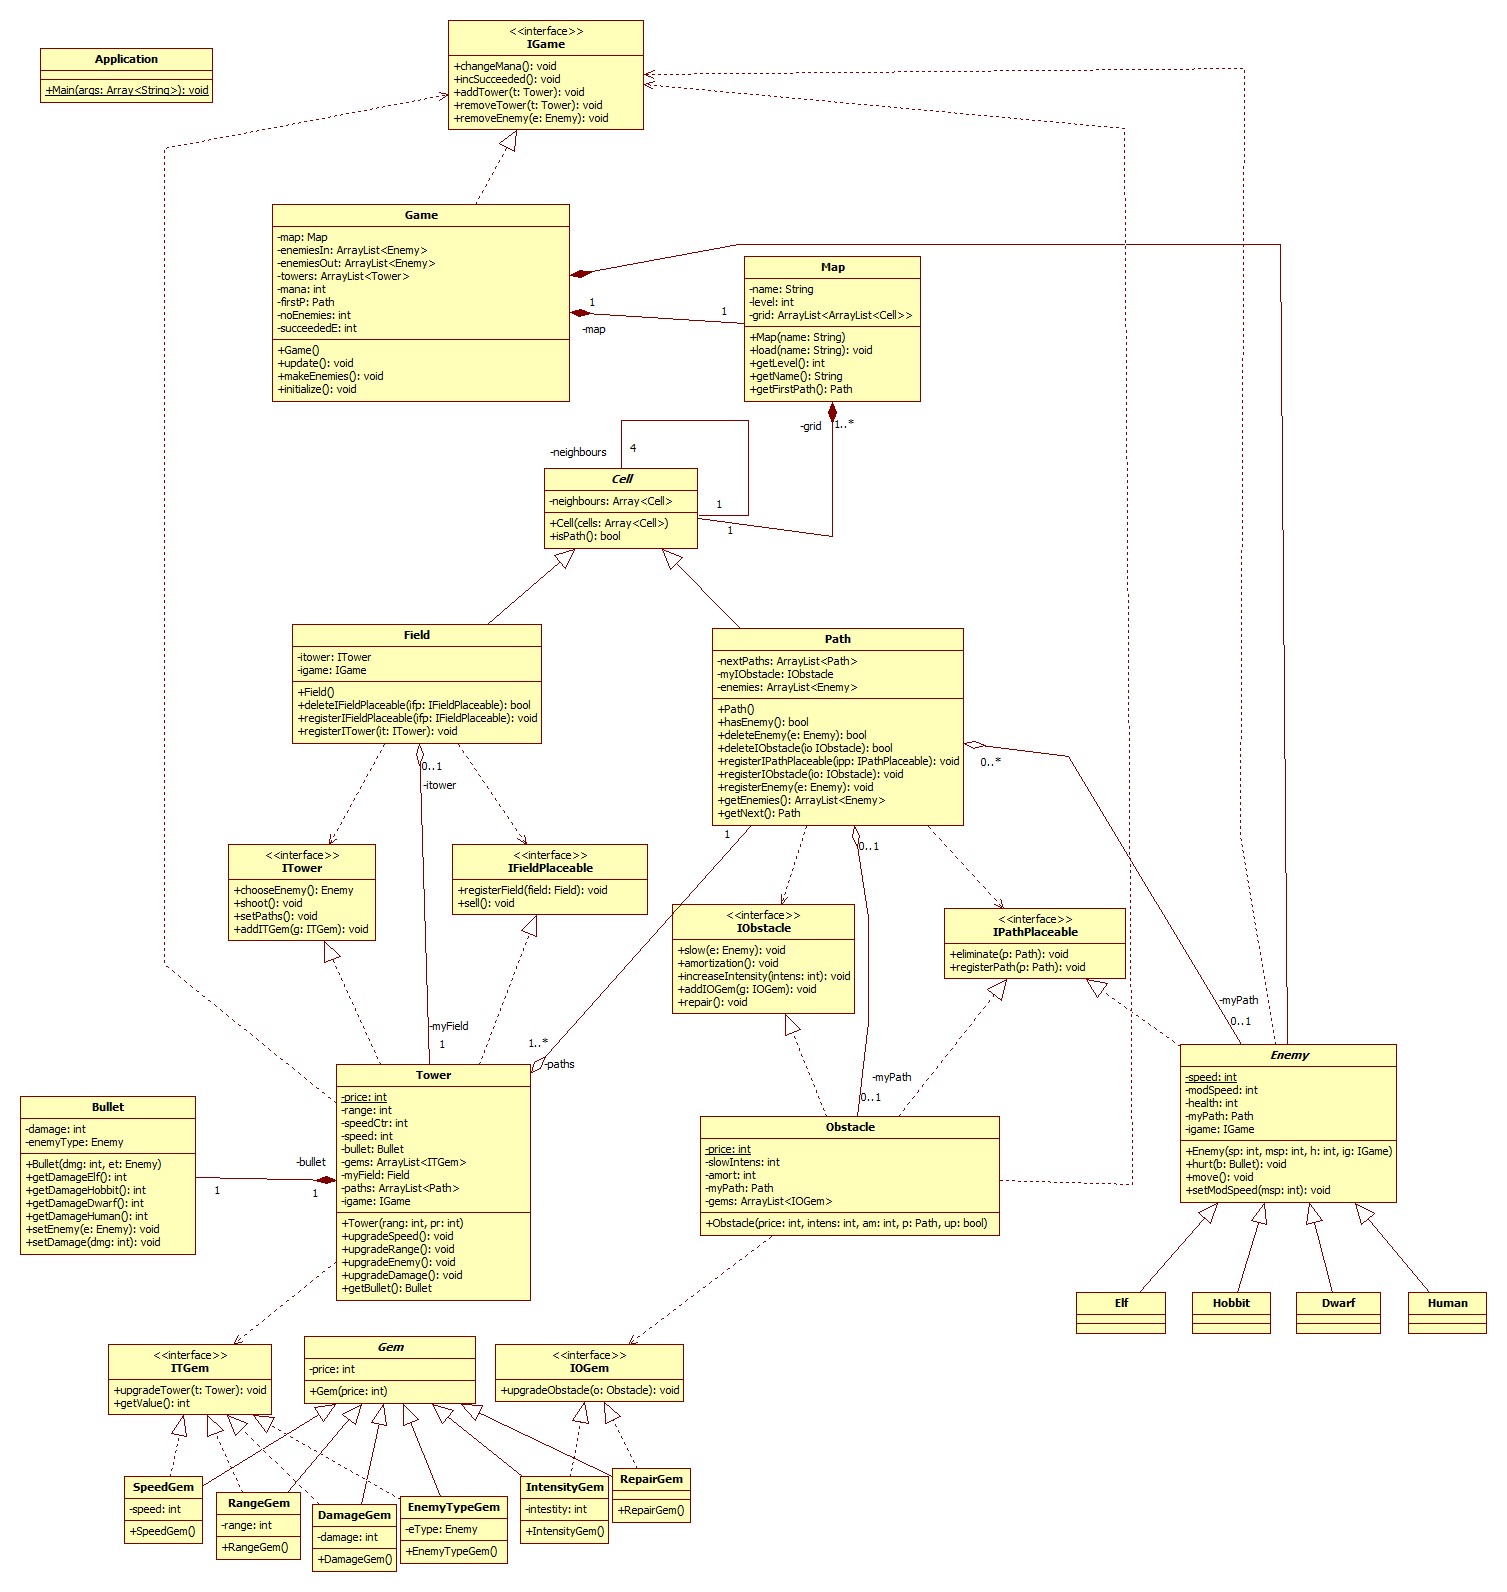 <<interface>>
IGame
+changeMana(): void
+incSucceeded(): void
+addTower(t: Tower): void
+removeTower(t: Tower): void
+removeEnemy(e: Enemy): void
Application
+Main(args: Array<String>): void
Game
-map: Map
-enemiesIn: ArrayList<Enemy>
-enemiesOut: ArrayList<Enemy>
-towers: ArrayList<Tower>
-mana: int
-firstP: Path
-noEnemies: int
-succeededE: int
+Game()
+update(): void
+makeEnemies(): void
+initialize(): void
1
-map
1
Map
-name: String
-level: int
-grid: ArrayList<ArrayList<Cell>>
+Map(name: String)
+load(name: String): void
+getLevel(): int
+getName(): String
+getFirstPath(): Path
-grid
1..*
-neighbours
4
1
1
Cell
-neighbours: Array<Cell>
+Cell(cells: Array<Cell>)
+isPath(): bool
Field
-itower: ITower
-igame: IGame
+Field()
+deleteIFieldPlaceable(ifp: IFieldPlaceable): bool
+registerIFieldPlaceable(ifp: IFieldPlaceable): void
+registerITower(it: ITower): void
0..1
-itower
Path
-nextPaths: ArrayList<Path>
-myIObstacle: IObstacle
-enemies: ArrayList<Enemy>
+Path()
+hasEnemy(): bool
+deleteEnemy(e: Enemy): bool
+deleteIObstacle(io IObstacle): bool
+registerIPathPlaceable(ipp: IPathPlaceable): void
+registerIObstacle(io: IObstacle): void
+registerEnemy(e: Enemy): void
+getEnemies(): ArrayList<Enemy>
+getNext(): Path
0..*
1
0..1
<<interface>>
ITower
+chooseEnemy(): Enemy
+shoot(): void
+setPaths(): void
+addITGem(g: ITGem): void
<<interface>>
IFieldPlaceable
+registerField(field: Field): void
+sell(): void
<<interface>>
IObstacle
+slow(e: Enemy): void
+amortization(): void
+increaseIntensity(intens: int): void
+addIOGem(g: IOGem): void
+repair(): void
<<interface>>
IPathPlaceable
+eliminate(p: Path): void
+registerPath(p: Path): void
-myField
1
1..*
-paths
-myPath
0..1
-myPath
0..1
Tower
-price: int
-range: int
-speedCtr: int
-speed: int
-bullet: Bullet
-gems: ArrayList<ITGem>
-myField: Field
-paths: ArrayList<Path>
-igame: IGame
+Tower(rang: int, pr: int)
+upgradeSpeed(): void
+upgradeRange(): void
+upgradeEnemy(): void
+upgradeDamage(): void
+getBullet(): Bullet
Bullet
-damage: int
-enemyType: Enemy
+Bullet(dmg: int, et: Enemy)
+getDamageElf(): int
+getDamageHobbit(): int
+getDamageDwarf(): int
+getDamageHuman(): int
+setEnemy(e: Enemy): void
+setDamage(dmg: int): void
-bullet
1
1
Obstacle
-price: int
-slowIntens: int
-amort: int
-myPath: Path
-gems: ArrayList<IOGem>
+Obstacle(price: int, intens: int, am: int, p: Path, up: bool)
Enemy
-speed: int
-modSpeed: int
-health: int
-myPath: Path
-igame: IGame
+Enemy(sp: int, msp: int, h: int, ig: IGame)
+hurt(b: Bullet): void
+move(): void
+setModSpeed(msp: int): void
Elf
Hobbit
Dwarf
Human
<<interface>>
ITGem
+upgradeTower(t: Tower): void
+getValue(): int
Gem
-price: int
+Gem(price: int)
<<interface>>
IOGem
+upgradeObstacle(o: Obstacle): void
SpeedGem
-speed: int
+SpeedGem()
RangeGem
-range: int
+RangeGem()
DamageGem
-damage: int
+DamageGem()
EnemyTypeGem
-eType: Enemy
+EnemyTypeGem()
IntensityGem
-intestity: int
+IntensityGem()
RepairGem
+RepairGem()